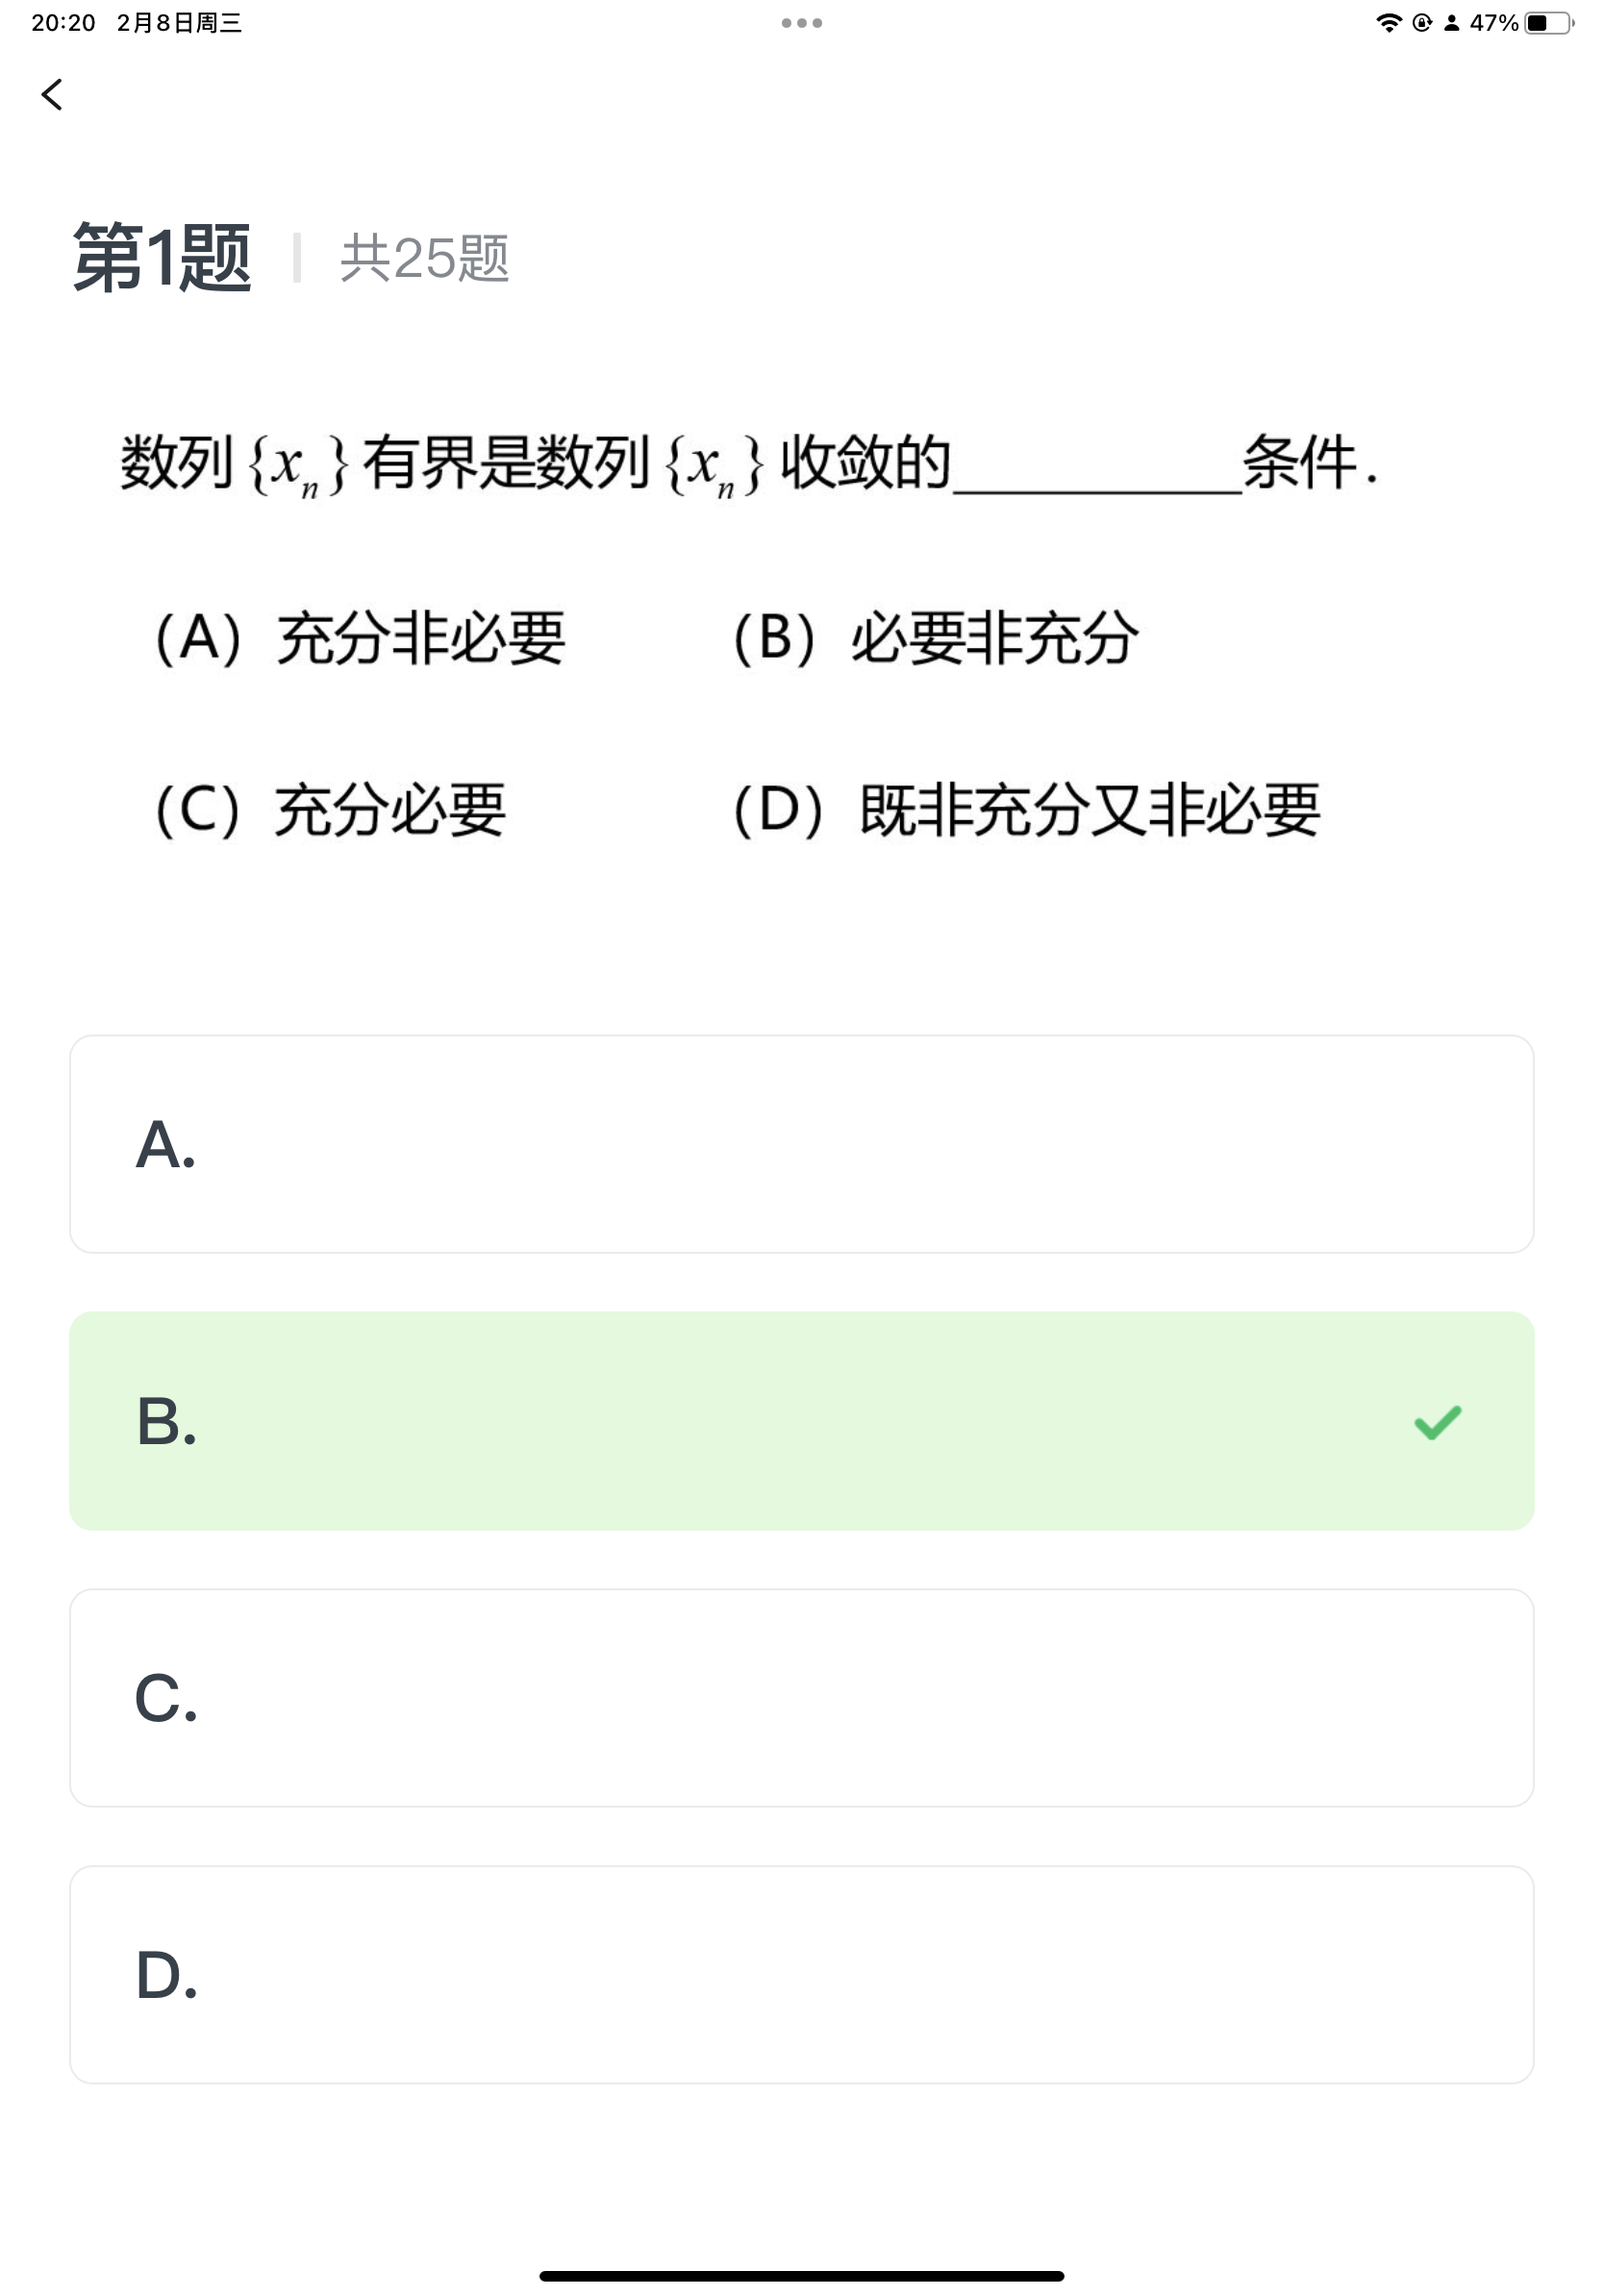 20:20 2月8日周三 47%
第1题 共25题
数列{xn}有界是数列{xn}收敛的__________条件.
（A）充分非必要 （B）必要非充分
（C）充分必要 （D）既非充分又非必要
A.
B.
C.
D.